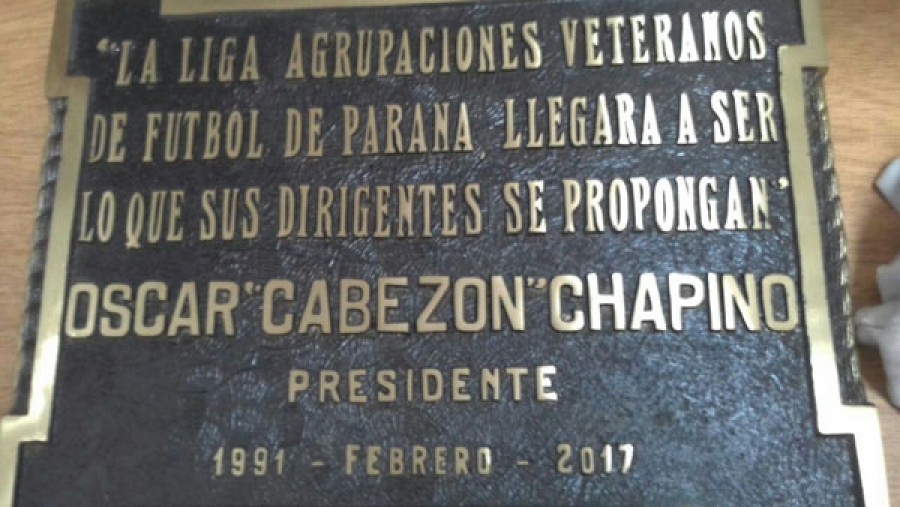 “LA LIGA AGRUPACIONES VETERANOS
DE FUTBOL DE PARANA LLEGARA A SER
LO QUE SUS DIRIGENTES SE PROPONGAN”
OSCAR “CABEZON” CHAPINO
PRESIDENTE
1991 - FEBRERO - 2017